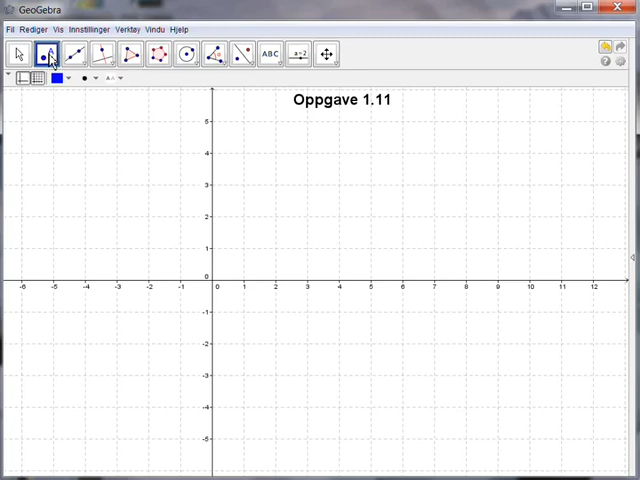 GeoGebra
Fil Rediger Vis Innstillinger Verktøy Vindu Hjelp
A
ABC
a=2
AA
Oppgave 1.11
5
4
3
2
1
0
-6 -5 -4 -3 -2 -1 0 1 2 3 4 5 6 7 8 9 10 11 12
-1
-2
-3
-4
-5